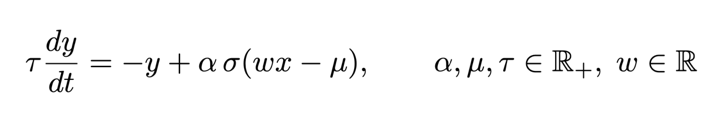 τ dy/dt = −y + α σ(wx − μ), α, μ, τ ∈ ℝ₊, w ∈ ℝ